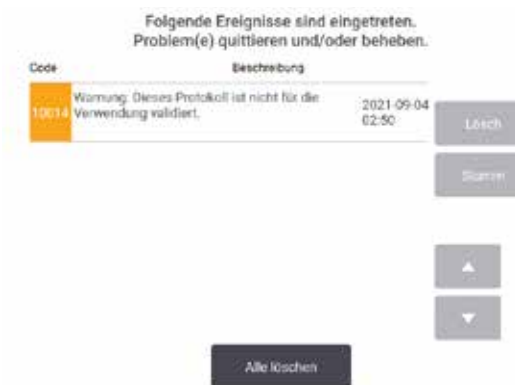 Folgende Ereignisse sind eingetreten.
Problem(e) quittieren und/oder beheben.
Code Beschreibung
10014 Warnung: Dieses Protokoll ist nicht für die
Verwendung validiert.
2021-09-04
02:50
Lösch
Stumm
Alle löschen